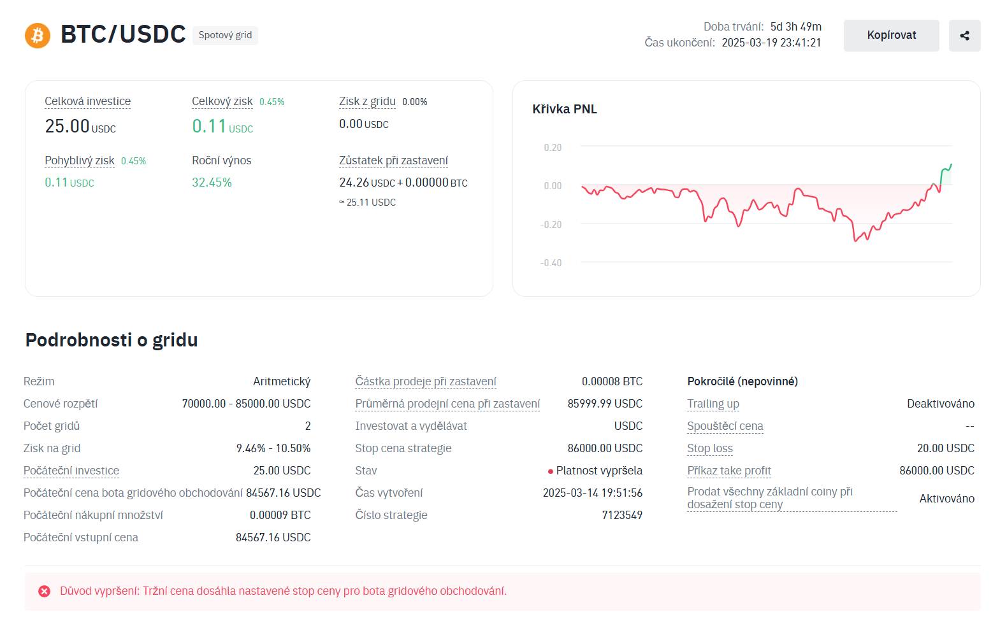 BTC/USDC Spotový grid
Doba trvání: 5d 3h 49m
Čas ukončení: 2025-03-19 23:41:21
Kopírovat
Celková investice
25.00 USDC
Celkový zisk 0.45%
0.11 USDC
Zisk z gridu 0.00%
0.00 USDC
Pohyblivý zisk 0.45%
0.11 USDC
Roční výnos
32.45%
Zůstatek při zastavení
24.26 USDC + 0.00000 BTC
≈ 25.11 USDC
Křivka PNL
0.20
0.00
-0.20
-0.40
Podrobnosti o gridu
Režim Aritmetický
Cenové rozpětí 70000.00 - 85000.00 USDC
Počet gridů 2
Zisk na grid 9.46% - 10.50%
Počáteční investice 25.00 USDC
Počáteční cena bota gridového obchodování 84567.16 USDC
Počáteční nákupní množství 0.00009 BTC
Počáteční vstupní cena 84567.16 USDC
Částka prodeje při zastavení 0.00008 BTC
Průměrná prodejní cena při zastavení 85999.99 USDC
Investovat a vydělávat USDC
Stop cena strategie 86000.00 USDC
Stav Platnost vypršela
Čas vytvoření 2025-03-14 19:51:56
Číslo strategie 7123549
Pokročilé (nepovinné)
Trailing up Deaktivováno
Spouštěcí cena --
Stop loss 20.00 USDC
Příkaz take profit 86000.00 USDC
Prodat všechny základní coiny při
dosažení stop ceny Aktivováno
Důvod vypršení: Tržní cena dosáhla nastavené stop ceny pro bota gridového obchodování.